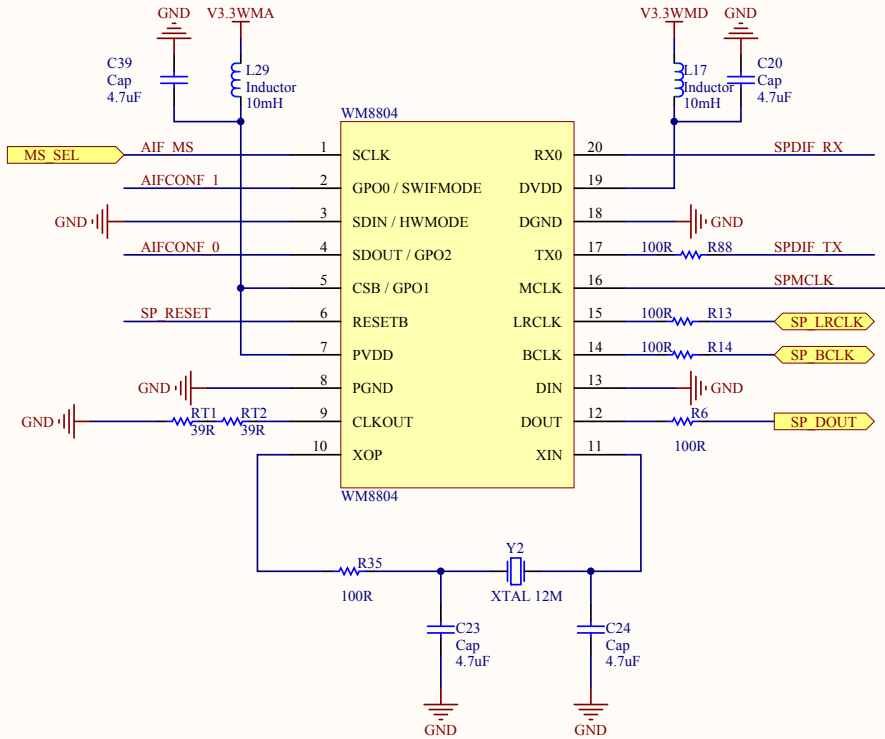 GND
V3.3WMA
V3.3WMD
GND
C39
Cap
4.7uF
L29
Inductor
10mH
L17
Inductor
10mH
C20
Cap
4.7uF
WM8804
MS_SEL
AIF_MS
1
SCLK
RX0
20
SPDIF_RX
AIFCONF_1
2
GPO0 / SWIFMODE
DVDD
19
GND
3
SDIN / HWMODE
DGND
18
GND
AIFCONF_0
4
SDOUT / GPO2
TX0
17
100R
R88
SPDIF_TX
5
CSB / GPO1
MCLK
16
SPMCLK
SP_RESET
6
RESETB
LRCLK
15
100R
R13
SP_LRCLK
7
PVDD
BCLK
14
100R
R14
SP_BCLK
GND
8
PGND
DIN
13
GND
GND
RT1
39R
RT2
39R
9
CLKOUT
DOUT
12
R6
100R
SP_DOUT
10
XOP
XIN
11
WM8804
R35
100R
Y2
XTAL 12M
C23
Cap
4.7uF
C24
Cap
4.7uF
GND
GND